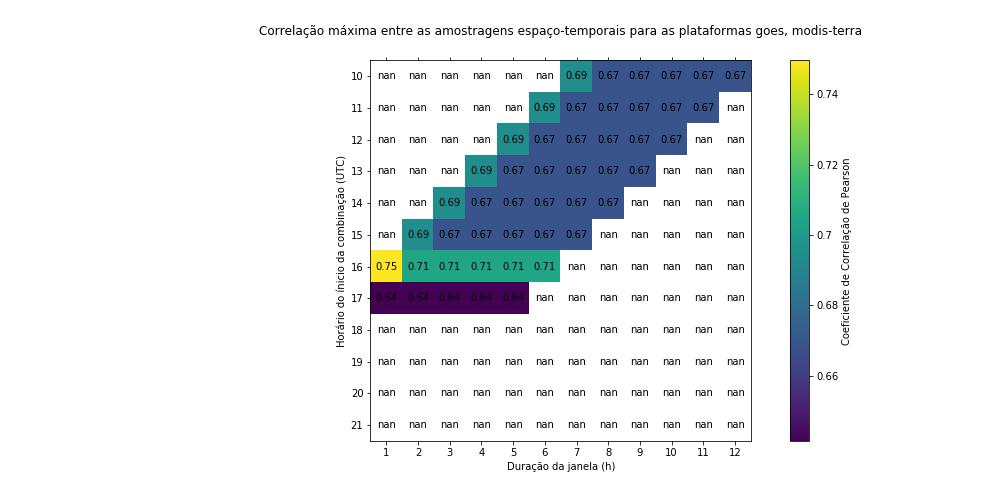 Correlação máxima entre as amostragens espaço-temporais para as plataformas goes, modis-terra
10 nan nan nan nan nan nan 0.69 0.67 0.67 0.67 0.67 0.67
11 nan nan nan nan nan 0.69 0.67 0.67 0.67 0.67 0.67 nan
12 nan nan nan nan 0.69 0.67 0.67 0.67 0.67 0.67 nan nan
13 nan nan nan 0.69 0.67 0.67 0.67 0.67 0.67 nan nan nan
14 nan nan 0.69 0.67 0.67 0.67 0.67 0.67 nan nan nan nan
15 nan 0.69 0.67 0.67 0.67 0.67 0.67 nan nan nan nan nan
16 0.75 0.71 0.71 0.71 0.71 0.71 nan nan nan nan nan nan
17 0.64 0.64 0.64 0.64 0.64 nan nan nan nan nan nan nan
18 nan nan nan nan nan nan nan nan nan nan nan nan
19 nan nan nan nan nan nan nan nan nan nan nan nan
20 nan nan nan nan nan nan nan nan nan nan nan nan
21 nan nan nan nan nan nan nan nan nan nan nan nan
1 2 3 4 5 6 7 8 9 10 11 12
Duração da janela (h)
Horário do ínicio da combinação (UTC)
0.74
0.72
0.7
0.68
0.66
Coeficiente de Correlação de Pearson